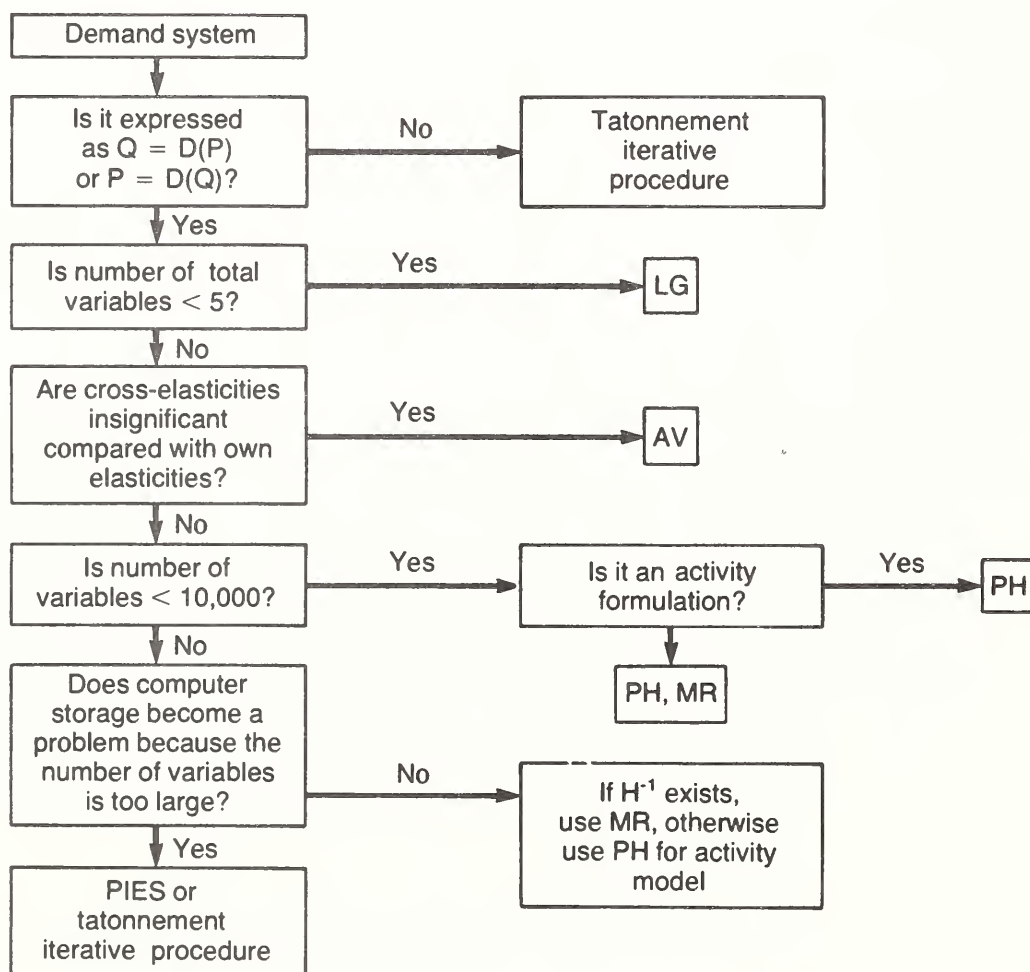 Demand system
Is it expressed
as Q = D(P)
or P = D(Q)?
No
Tatonnement
iterative
procedure
Yes
Is number of total
variables < 5?
Yes
LG
No
Are cross-elasticities
insignificant
compared with own
elasticities?
Yes
AV
No
Is number of
variables < 10,000?
Yes
Is it an activity
formulation?
Yes
PH
PH, MR
No
Does computer
storage become a
problem because the
number of variables
is too large?
No
If H⁻¹ exists,
use MR, otherwise
use PH for activity
model
Yes
PIES or
tatonnement
iterative procedure